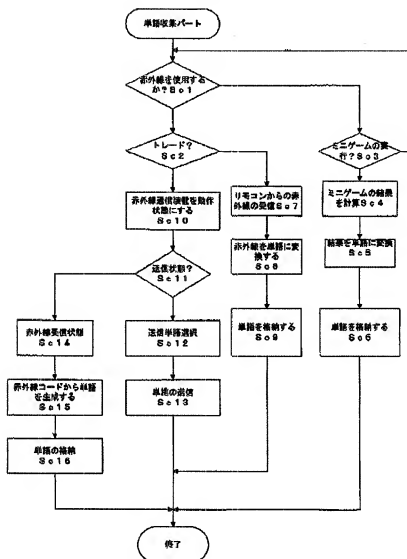 単語収集パート
赤外線を使用する
か?Sc1
トレード?
Sc2
ミニゲームの実
行?Sc3
赤外線通信装置を動作
状態にする
Sc10
リモコンからの赤
外線の受信Sc7
ミニゲームの結果
を計算Sc4
赤外線を単語に変
換する
Sc8
結果を単語に変換
Sc5
送信状態?
Sc11
赤外線受信状態
Sc14
送信単語選択
Sc12
単語を格納する
Sc9
単語を格納する
Sc6
赤外線コードから単語
を生成する
Sc15
単語の送信
Sc13
単語の格納
Sc16
終了